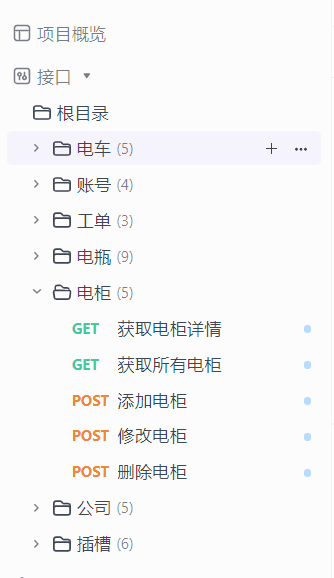 项目概览
接口
根目录
电车 (5)
账号 (4)
工单 (3)
电瓶 (9)
电柜 (5)
GET 获取电柜详情
GET 获取所有电柜
POST 添加电柜
POST 修改电柜
POST 删除电柜
公司 (5)
插槽 (6)